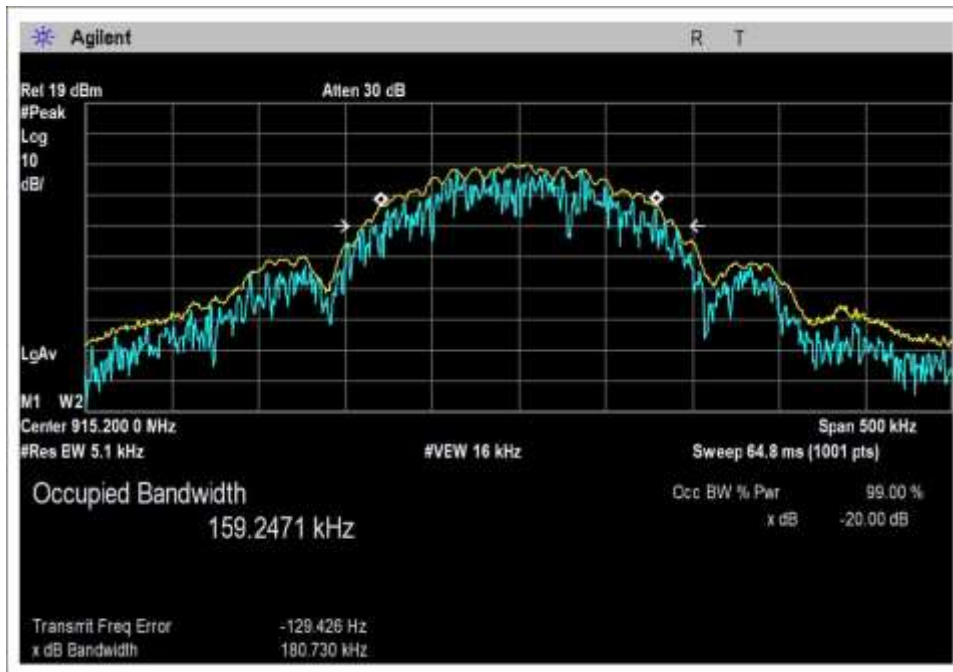 Agilent R T
Ref 19 dBm Atten 30 dB
#Peak
Log
10
dB/
LgAv
M1 W2
Center 915.200 0 MHz Span 500 kHz
#Res BW 5.1 kHz #VBW 16 kHz Sweep 64.8 ms (1001 pts)
Occupied Bandwidth Occ BW % Pwr 99.00 %
159.2471 kHz x dB -20.00 dB
Transmit Freq Error -129.426 Hz
x dB Bandwidth 180.730 kHz